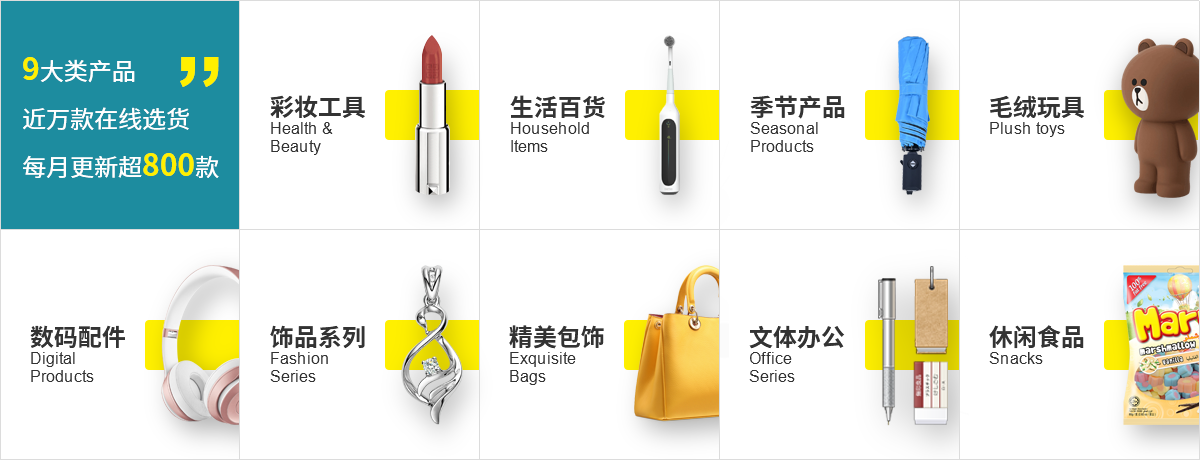 9大类产品
近万款在线选货
每月更新超800款
彩妆工具
Health &
Beauty
生活百货
Household
Items
季节产品
Seasonal
Products
毛绒玩具
Plush toys
数码配件
Digital
Products
饰品系列
Fashion
Series
精美包饰
Exquisite
Bags
文体办公
Office
Series
休闲食品
Snacks
100%
Mar
marshmallow
Vanilla